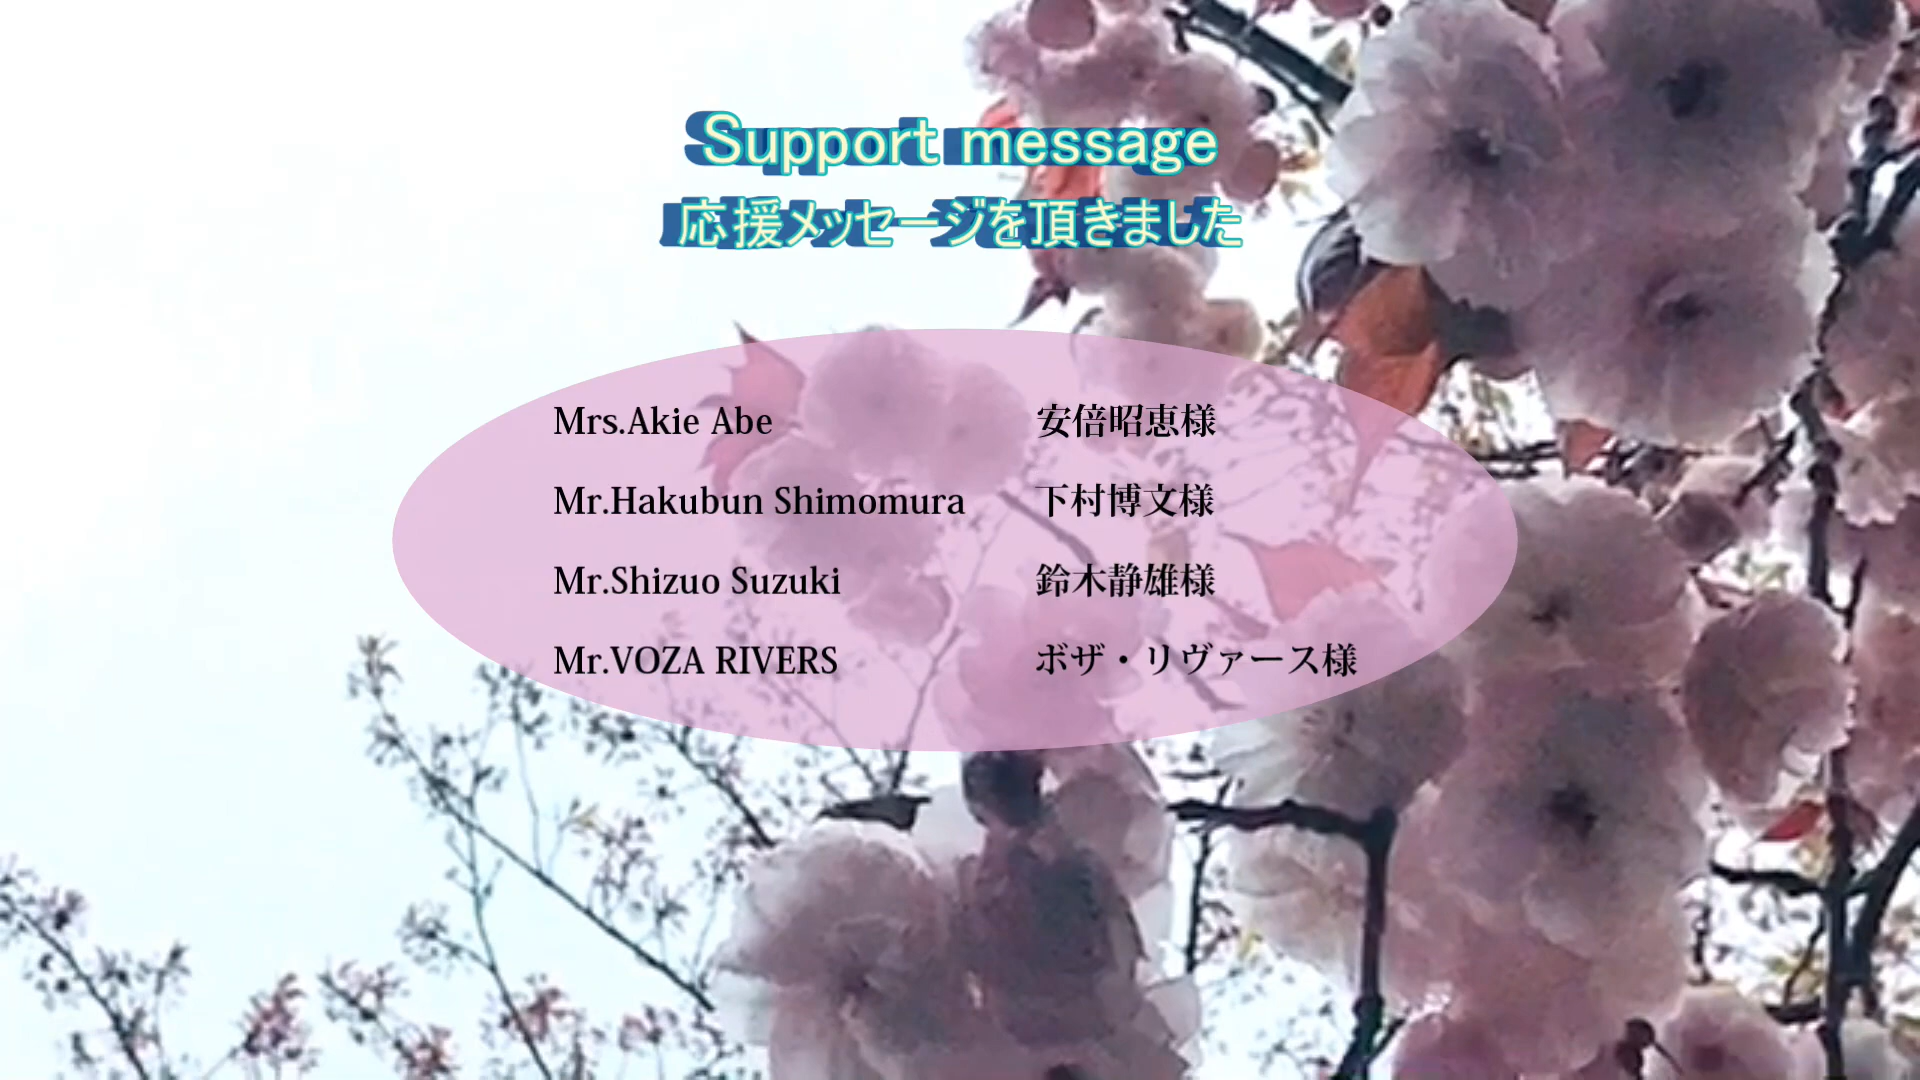 Support message
応援メッセージを頂きました
Mrs.Akie Abe 安倍昭恵様
Mr.Hakubun Shimomura 下村博文様
Mr.Shizuo Suzuki 鈴木静雄様
Mr.VOZA RIVERS ボザ・リヴァース様